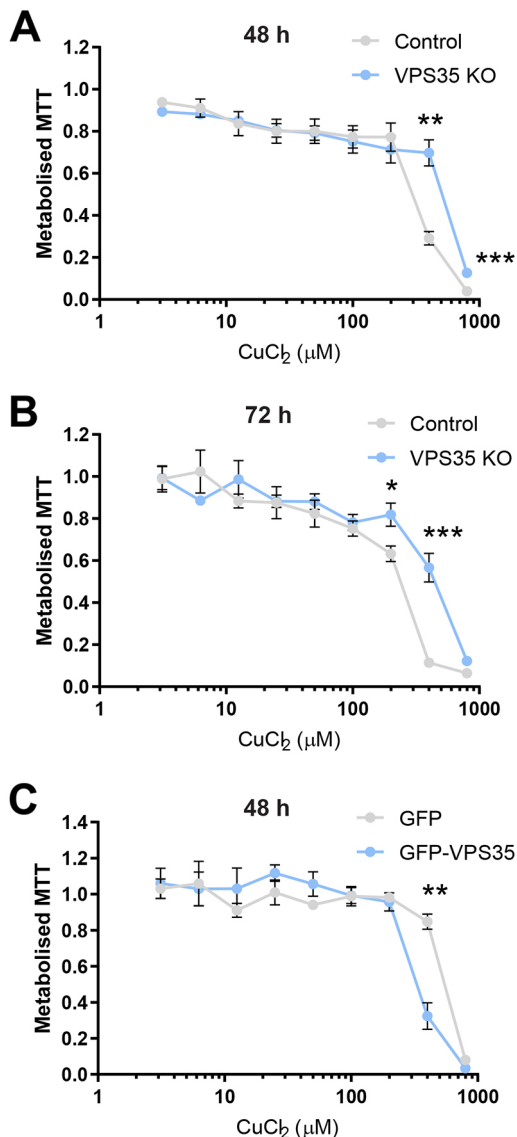 A
48 h
Control
VPS35 KO
Metabolised MTT
1.2
1.0
0.8
0.6
0.4
0.2
0.0
**
***
1 10 100 1000
CuCl2 (μM)
B
72 h
Control
VPS35 KO
Metabolised MTT
1.2
1.0
0.8
0.6
0.4
0.2
0.0
*
***
1 10 100 1000
CuCl2 (μM)
C
48 h
GFP
GFP-VPS35
Metabolised MTT
1.4
1.2
1.0
0.8
0.6
0.4
0.2
0.0
**
1 10 100 1000
CuCl2 (μM)